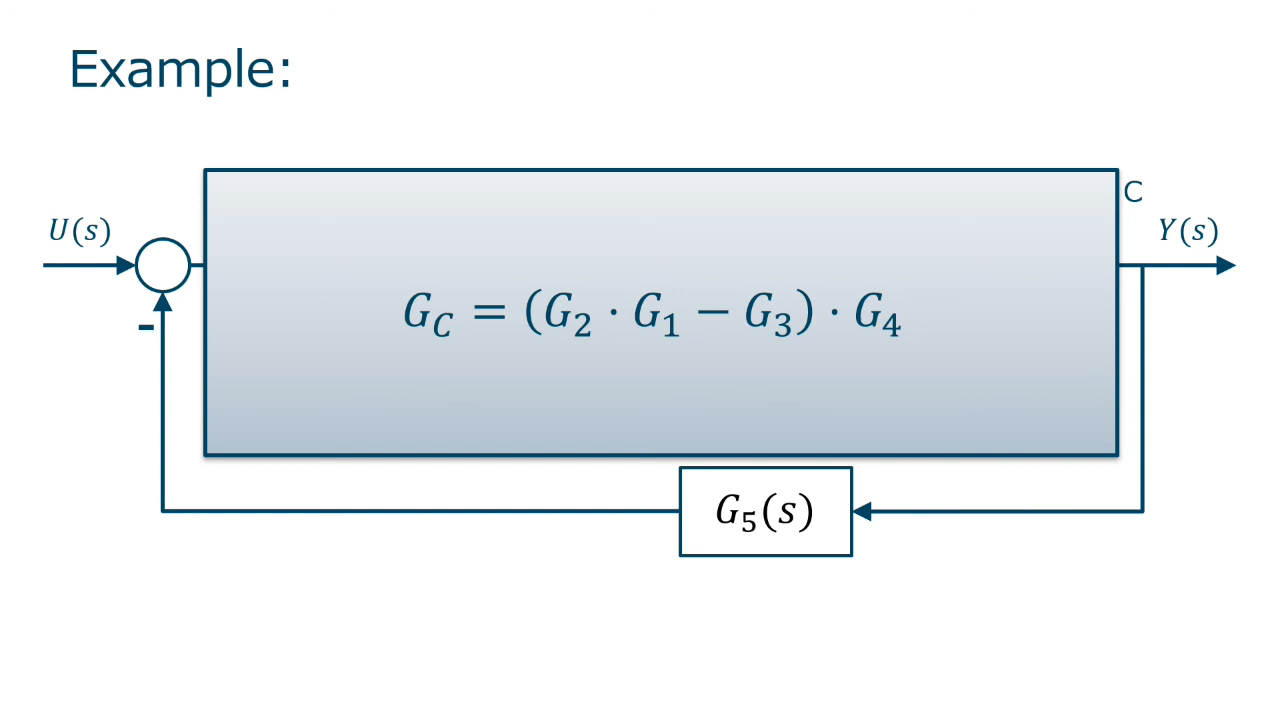 Example:
C
U(s)
Y(s)
G_C = (G_2 · G_1 − G_3) · G_4
-
G_5(s)